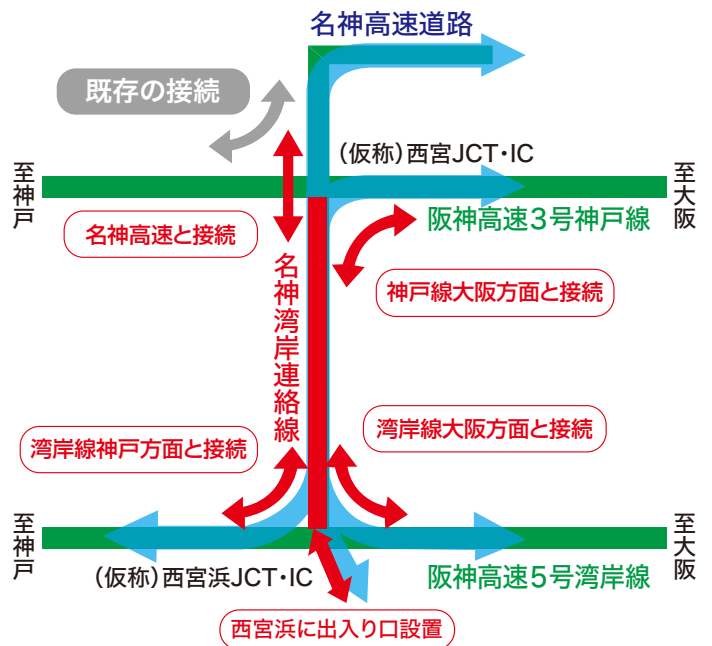 名神高速道路
既存の接続
(仮称)西宮JCT・IC
至神戸
至大阪
阪神高速3号神戸線
名神高速と接続
名神湾岸連絡線
神戸線大阪方面と接続
湾岸線大阪方面と接続
湾岸線神戸方面と接続
至神戸
至大阪
(仮称)西宮浜JCT・IC
阪神高速5号湾岸線
西宮浜に出入り口設置